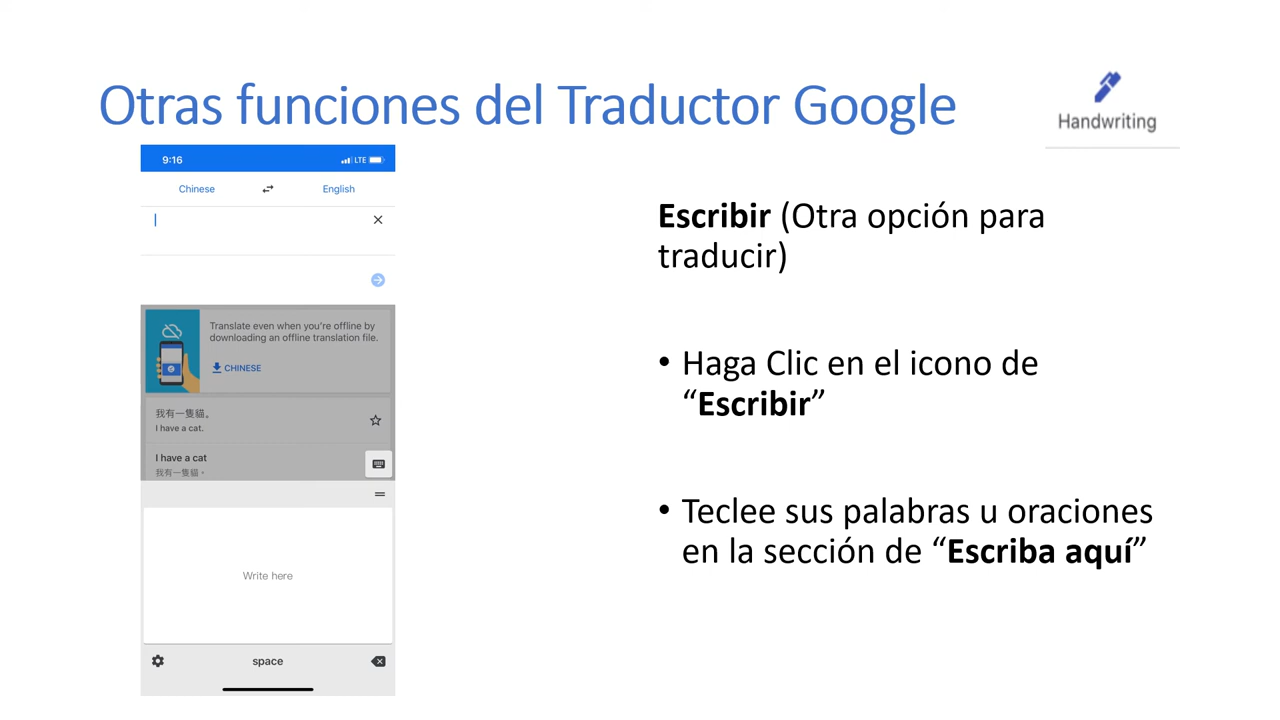 Otras funciones del Traductor Google
Handwriting
9:16
LTE
Chinese
English
Translate even when you're offline by
downloading an offline translation file.
CHINESE
我有一隻貓。
I have a cat.
I have a cat
我有一隻貓。
Write here
space
Escribir (Otra opción para
traducir)
• Haga Clic en el icono de
“Escribir”
• Teclee sus palabras u oraciones
en la sección de “Escriba aquí”